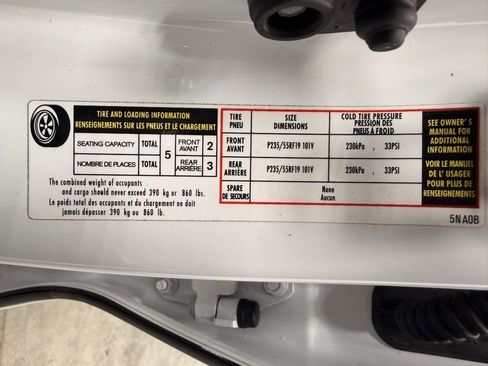 TIRE AND LOADING INFORMATION
RENSEIGNEMENTS SUR LES PNEUS ET LE CHARGEMENT
SEATING CAPACITY TOTAL 5 FRONT AVANT 2
NOMBRE DE PLACES TOTAL REAR ARRIÈRE 3
The combined weight of occupants
and cargo should never exceed 390 kg or 860 lbs.
Le poids total des occupants et du chargement ne doit
jamais dépasser 390 kg ou 860 lb.
TIRE PNEU SIZE DIMENSIONS COLD TIRE PRESSURE PRESSION DES PNEUS À FROID
FRONT AVANT P235/55RF19 101V 230kPa , 33PSI
REAR ARRIÈRE P235/55RF19 101V 230kPa , 33PSI
SPARE DE SECOURS None Aucun
SEE OWNER'S
MANUAL FOR
ADDITIONAL
INFORMATION
VOIR LE MANUEL
DE L' USAGER
POUR PLUS DE
RENSEIGNEMENTS
5NA0B